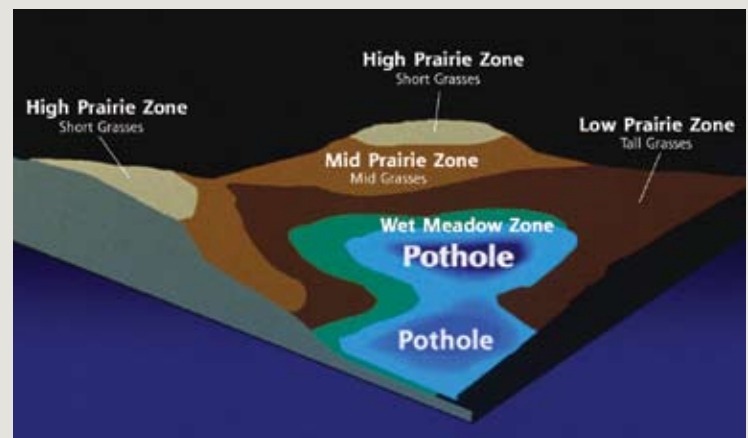 High Prairie Zone
Short Grasses
High Prairie Zone
Short Grasses
Low Prairie Zone
Tall Grasses
Mid Prairie Zone
Mid Grasses
Wet Meadow Zone
Pothole
Pothole